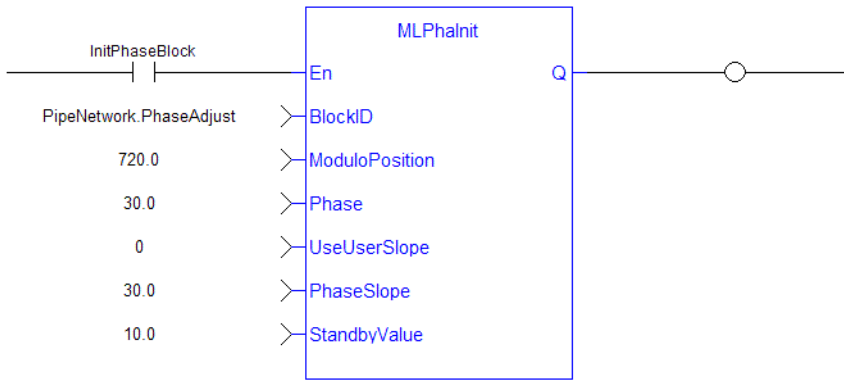 MLPhaInit
InitPhaseBlock
En
Q
PipeNetwork.PhaseAdjust
BlockID
720.0
ModuloPosition
30.0
Phase
0
UseUserSlope
30.0
PhaseSlope
10.0
StandbyValue